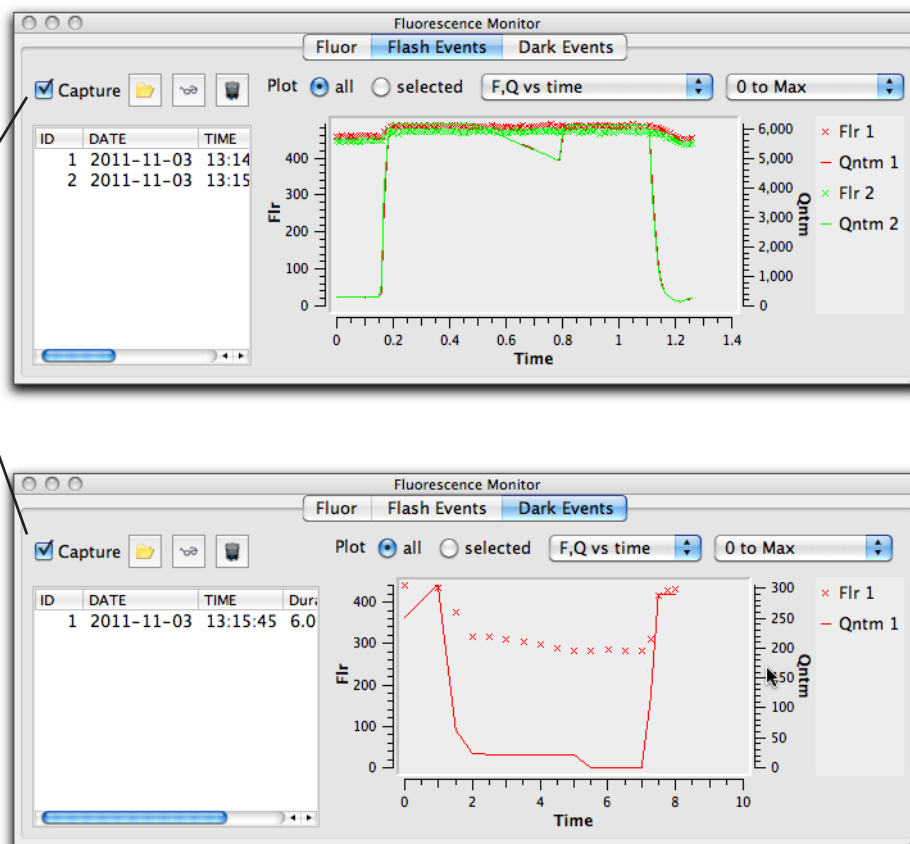 Fluorescence Monitor
Fluor Flash Events Dark Events
Capture Plot all selected F,Q vs time 0 to Max
ID DATE TIME
1 2011-11-03 13:14
2 2011-11-03 13:15
Flr
400
300
200
100
0
6,000
5,000
4,000
3,000
2,000
1,000
0
Qntm
0 0.2 0.4 0.6 0.8 1 1.2 1.4
Time
Flr 1
Qntm 1
Flr 2
Qntm 2
Fluorescence Monitor
Fluor Flash Events Dark Events
Capture Plot all selected F,Q vs time 0 to Max
ID DATE TIME Dura
1 2011-11-03 13:15:45 6.0
Flr
400
300
200
100
0
300
250
200
50
100
50
0
Qntm
0 2 4 6 8 10
Time
Flr 1
Qntm 1